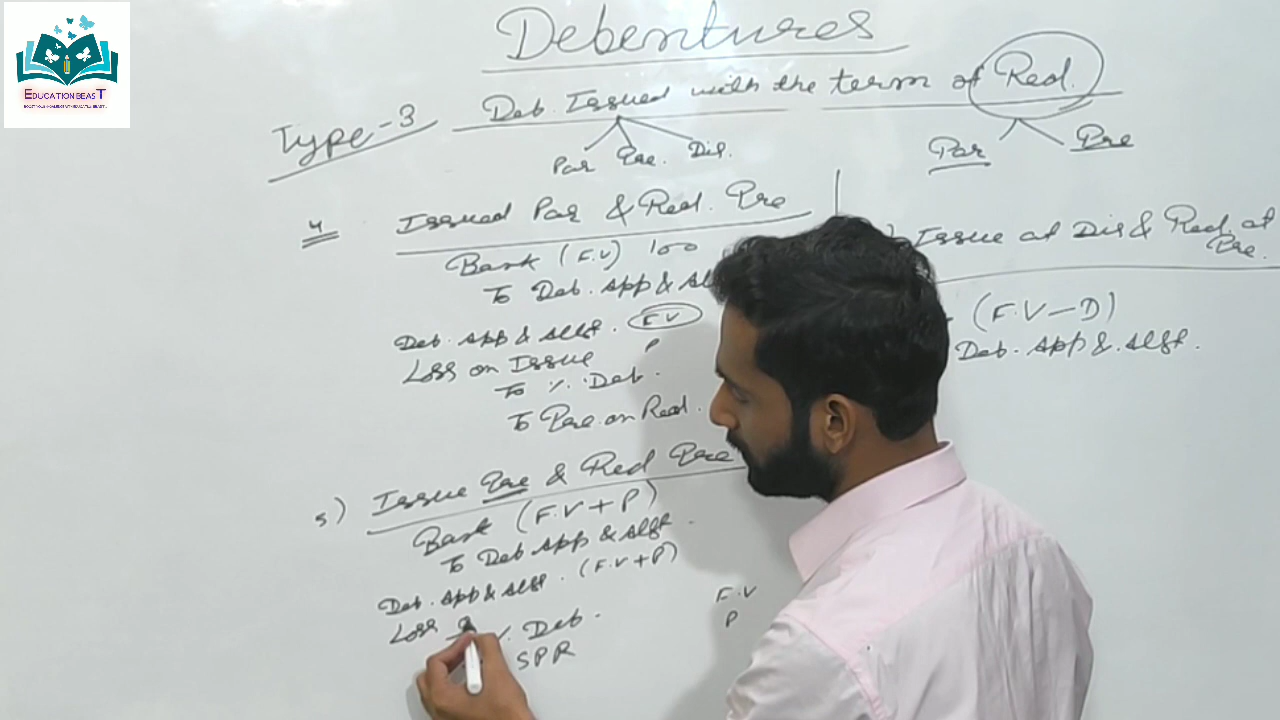 EDUCATION BEAST
Debentures
Type-3 Deb. Issued with the term of Red.
Par Pre. Dis.
Par Pre
4 Issued Par & Red. Pre
Bank (F.V) 100
To Deb. App & All
Deb. App & Allt. F.V
Loss on Issue P
To %. Deb.
To Pre. on Red.
5) Issue Pre & Red Pre
Bank (F.V + P)
To Deb App & Allt.
Deb. App & Allt. (F.V + P)
Loss
%. Deb. F.V
SPR P
Issue at Dis & Red. at Pre.
(F.V - D)
Deb. App & Allt.